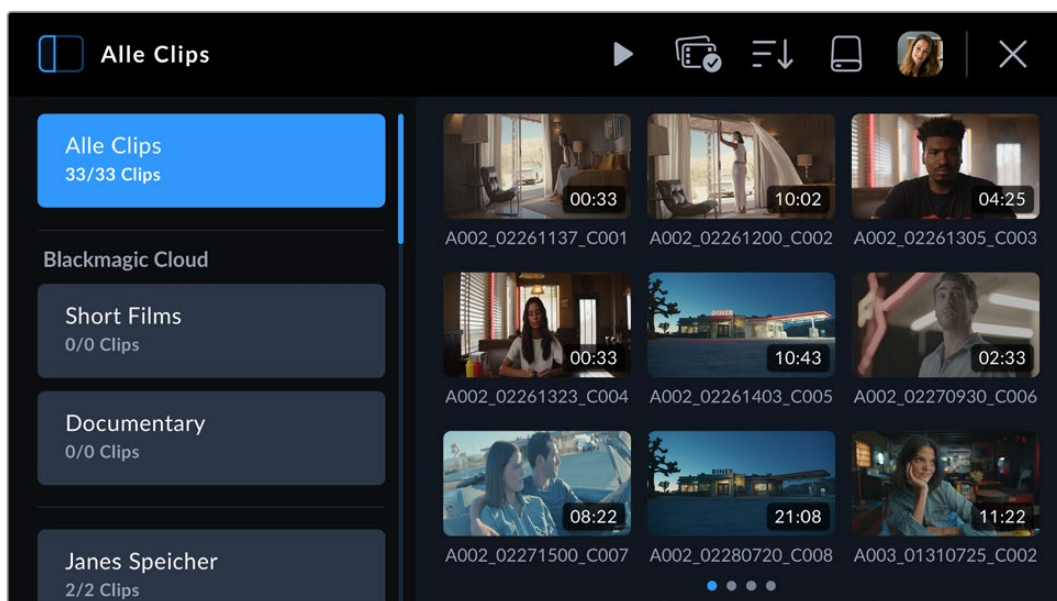 Alle Clips
Alle Clips
33/33 Clips
Blackmagic Cloud
Short Films
0/0 Clips
Documentary
0/0 Clips
Janes Speicher
2/2 Clips
00:33 10:02 04:25
A002_02261137_C001 A002_02261200_C002 A002_02261305_C003
DINER
00:33 10:43 02:33
A002_02261323_C004 A002_02261403_C005 A002_02270930_C006
DINER
08:22 21:08 11:22
A002_02271500_C007 A002_02280720_C008 A003_01310725_C002